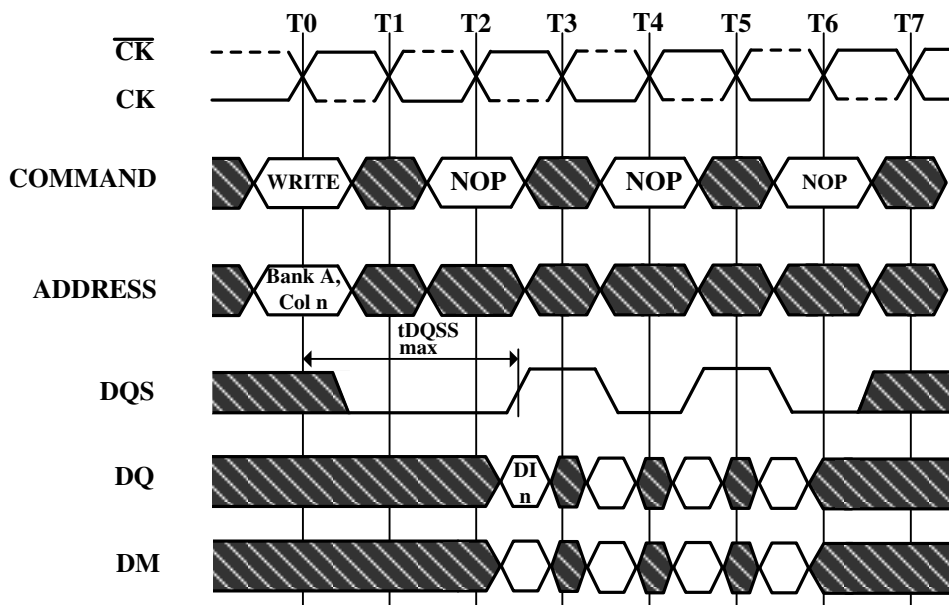 T0 T1 T2 T3 T4 T5 T6 T7
CK
CK
COMMAND WRITE NOP NOP NOP
ADDRESS Bank A,
Col n
tDQSS
max
DQS
DQ DI
n
DM